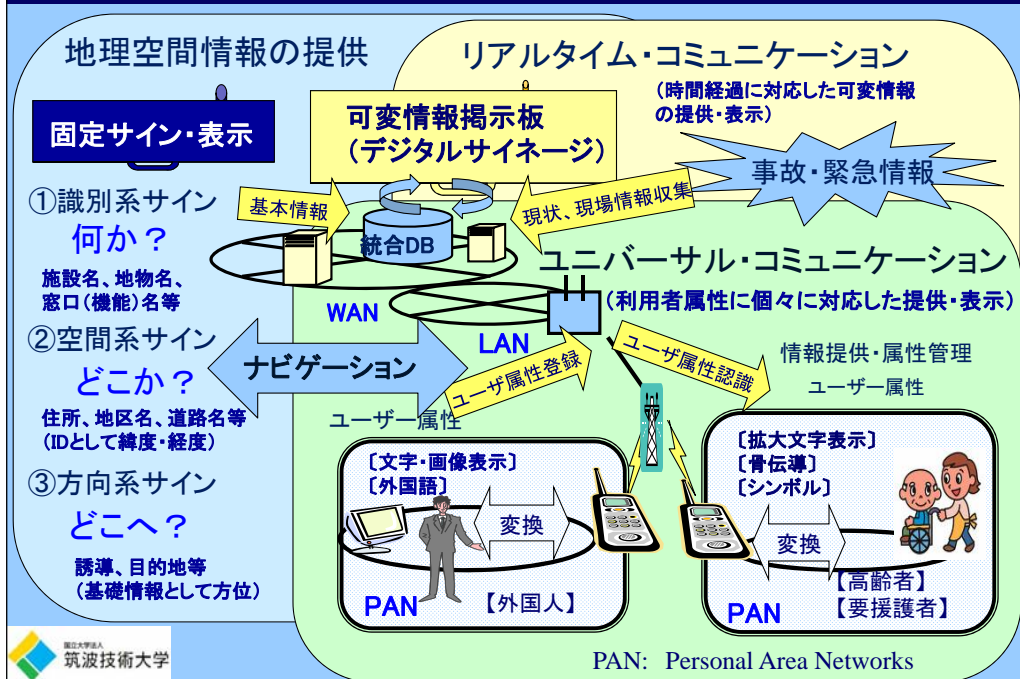 地理空間情報の提供
リアルタイム・コミュニケーション
(時間経過に対応した可変情報
の提供・表示)
固定サイン・表示
可変情報掲示板
(デジタルサイネージ)
事故・緊急情報
①識別系サイン
何か？
施設名、地物名、
窓口(機能)名等
基本情報
現状、現場情報収集
統合DB
ユニバーサル・コミュニケーション
(利用者属性に個々に対応した提供・表示)
WAN
LAN
②空間系サイン
どこか？
住所、地区名、道路名等
(IDとして緯度・経度)
ナビゲーション
ユーザ属性登録
ユーザ属性認識
情報提供・属性管理
ユーザー属性
ユーザー属性
③方向系サイン
どこへ？
誘導、目的地等
(基礎情報として方位)
〔文字・画像表示〕
〔外国語〕
変換
PAN
【外国人】
〔拡大文字表示〕
〔骨伝導〕
〔シンボル〕
変換
PAN
【高齢者】
【要援護者】
国立大学法人
筑波技術大学
PAN: Personal Area Networks